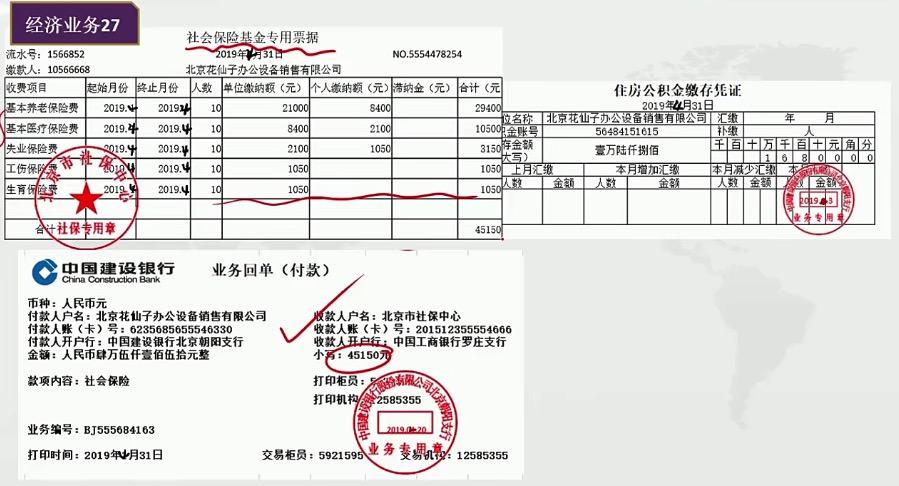 经济业务27
社会保险基金专用票据
流水号：1566852 2019年4月31日 NO.5554478254
缴款人：10566668 北京花仙子办公设备销售有限公司
收费项目 起始月份 终止月份 人数 单位缴纳额（元） 个人缴纳额（元） 滞纳金（元） 合计（元）
基本养老保险费 2019.4 2019.4 10 21000 8400 29400
基本医疗保险费 2019.4 2019.4 10 8400 2100 10500
失业保险费 2019.4 2019.4 10 2100 1050 3150
工伤保险费 2019.4 2019.4 10 1050 1050
生育保险费 2019.4 2019.4 10 1050 1050
合计 45150
北京市社保中心
社保专用章
住房公积金缴存凭证
2019年4月31日
位名称 北京花仙子办公设备销售有限公司 汇缴 年 月
金账号 56484151615 补缴 人
存金额 大写） 壹万陆仟捌佰 千 百 十 万 千 百 十 元 角 分
1 6 8 0 0 0 0
上月汇缴 本月增加汇缴 本月减少汇缴 本
人数 金额 人数 金额 人数 金额 人数 金额
业务专用章
中国建设银行 业务回单（付款）
China Construction Bank
币种：人民币元
付款人户名：北京花仙子办公设备销售有限公司 收款人户名：北京市社保中心
付款人账（卡）号：6235685655546330 收款人账（卡）号：201512355554666
付款人开户行：中国建设银行北京朝阳支行 收款人开户行：中国工商银行罗庄支行
金额：人民币肆万伍仟壹佰伍拾元整 小写：45150元
款项内容：社会保险 打印柜员：
打印机构：12585355
中国建设银行股份有限公司北京朝阳支行
业务专用章
业务编号：BJ555684163
打印时间：2019年4月31日 交易柜员：5921595 交易机构：12585355